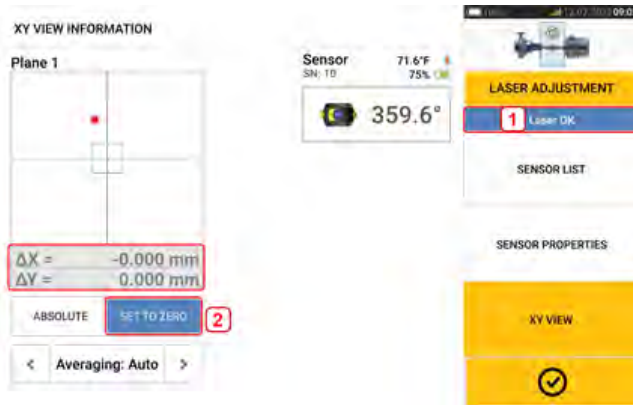 XY VIEW INFORMATION
Plane 1
ΔX = -0.000 mm
ΔY = 0.000 mm
ABSOLUTE
SET TO ZERO
2
< Averaging: Auto >
Sensor 71.6°F
SN: 10 75%
359.6°
09:0
LASER ADJUSTMENT
1 Laser OK
SENSOR LIST
SENSOR PROPERTIES
XY VIEW